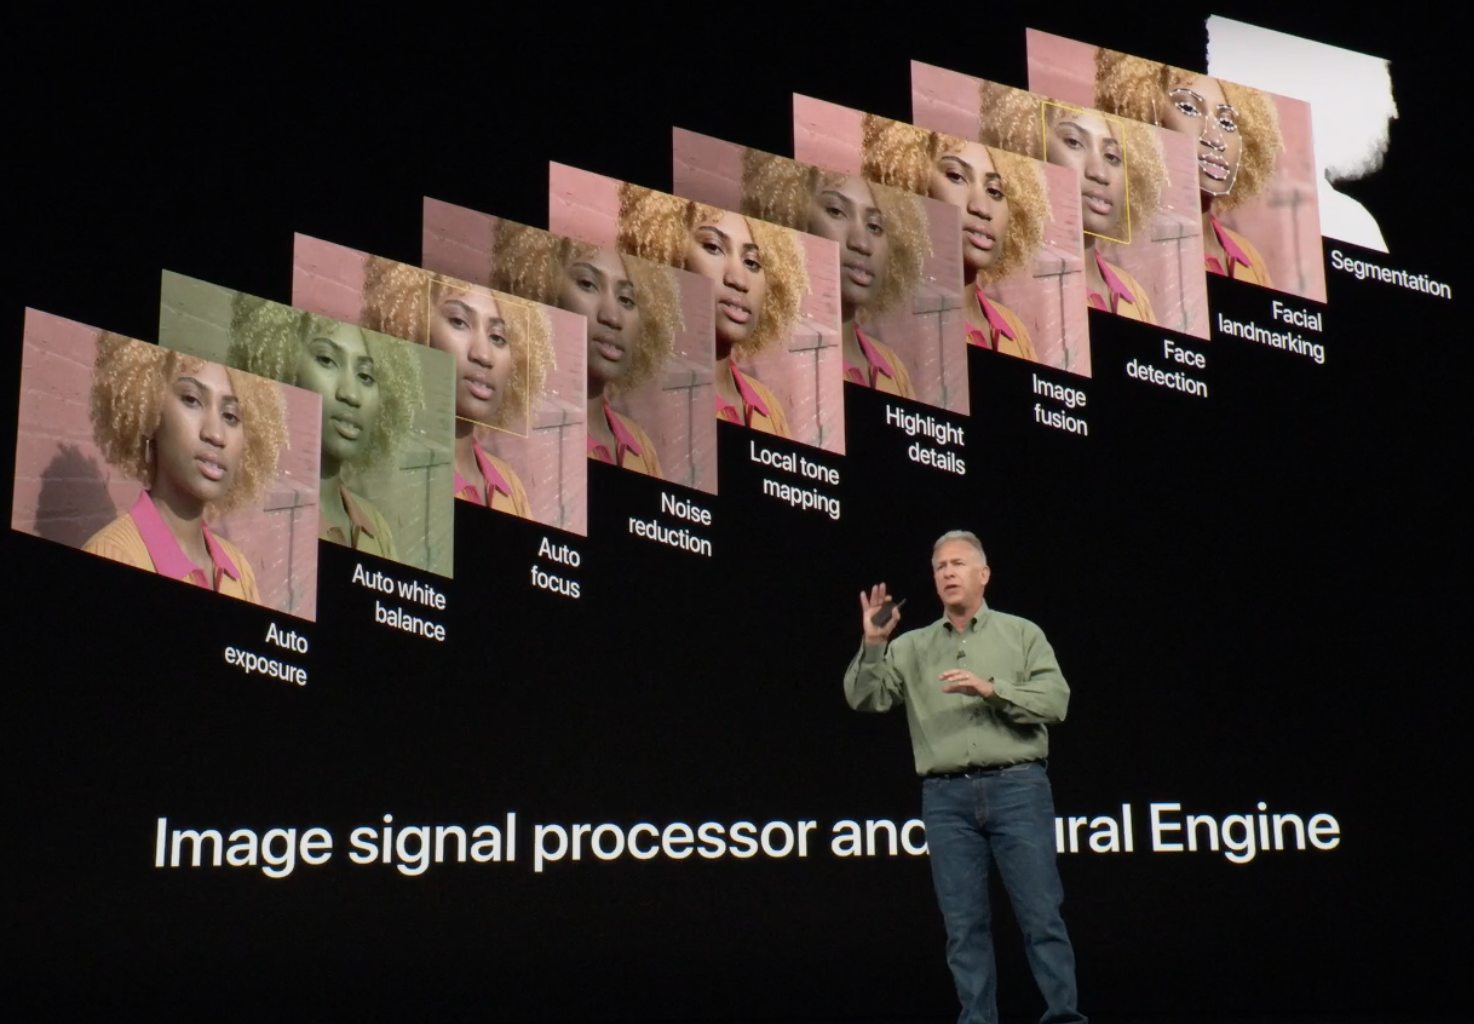 Auto
exposure
Auto white
balance
Auto
focus
Noise
reduction
Local tone
mapping
Highlight
details
Image
fusion
Face
detection
Facial
landmarking
Segmentation
Image signal processor and ural Engine